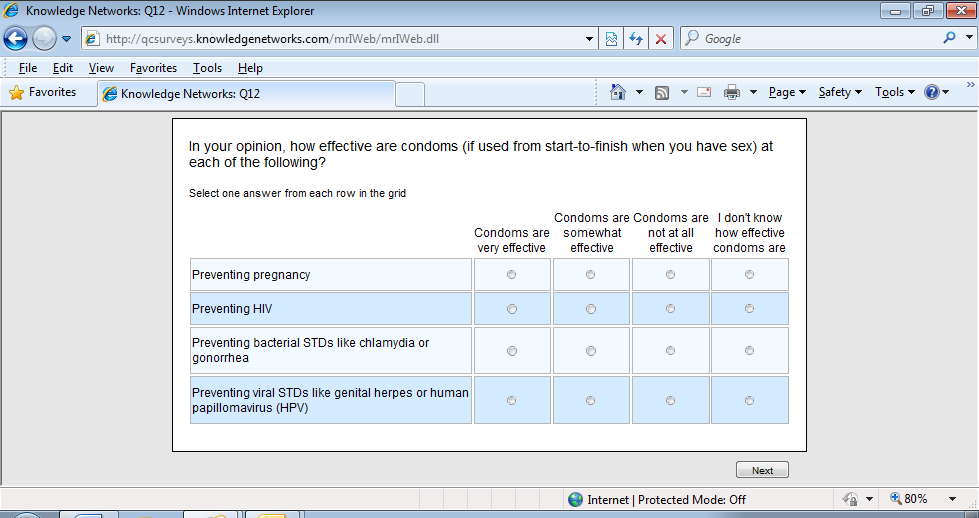 Knowledge Networks: Q12 - Windows Internet Explorer
http://qcsurveys.knowledgenetworks.com/mrIWeb/mrIWeb.dll
Google
File Edit View Favorites Tools Help
Favorites
Knowledge Networks: Q12
Page Safety Tools
In your opinion, how effective are condoms (if used from start-to-finish when you have sex) at
each of the following?
Select one answer from each row in the grid
Condoms are
very effective
Condoms are
somewhat
effective
Condoms are
not at all
effective
I don't know
how effective
condoms are
Preventing pregnancy
Preventing HIV
Preventing bacterial STDs like chlamydia or
gonorrhea
Preventing viral STDs like genital herpes or human
papillomavirus (HPV)
Next
Internet | Protected Mode: Off
80%